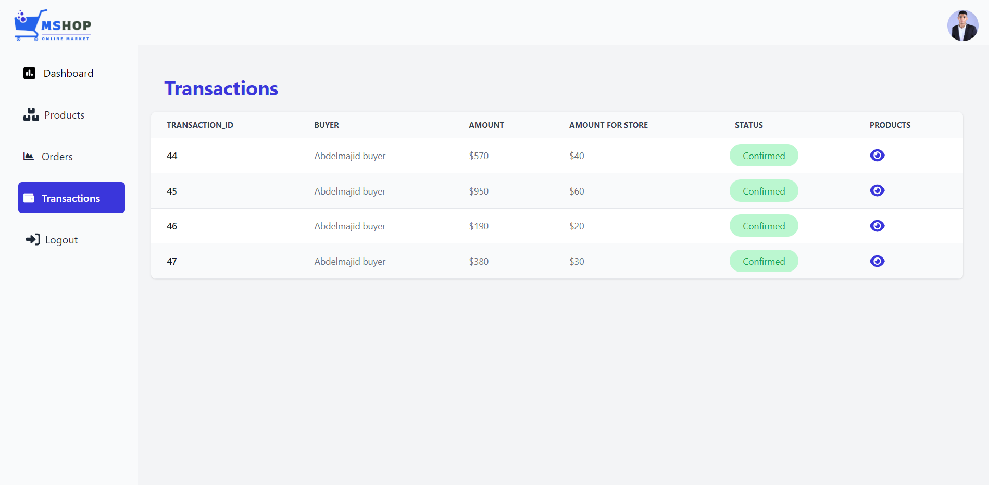 MSHOP
ONLINE MARKET
Dashboard
Products
Orders
Transactions
Logout
Transactions
TRANSACTION_ID BUYER AMOUNT AMOUNT FOR STORE STATUS PRODUCTS
44 Abdelmajid buyer $570 $40 Confirmed
45 Abdelmajid buyer $950 $60 Confirmed
46 Abdelmajid buyer $190 $20 Confirmed
47 Abdelmajid buyer $380 $30 Confirmed